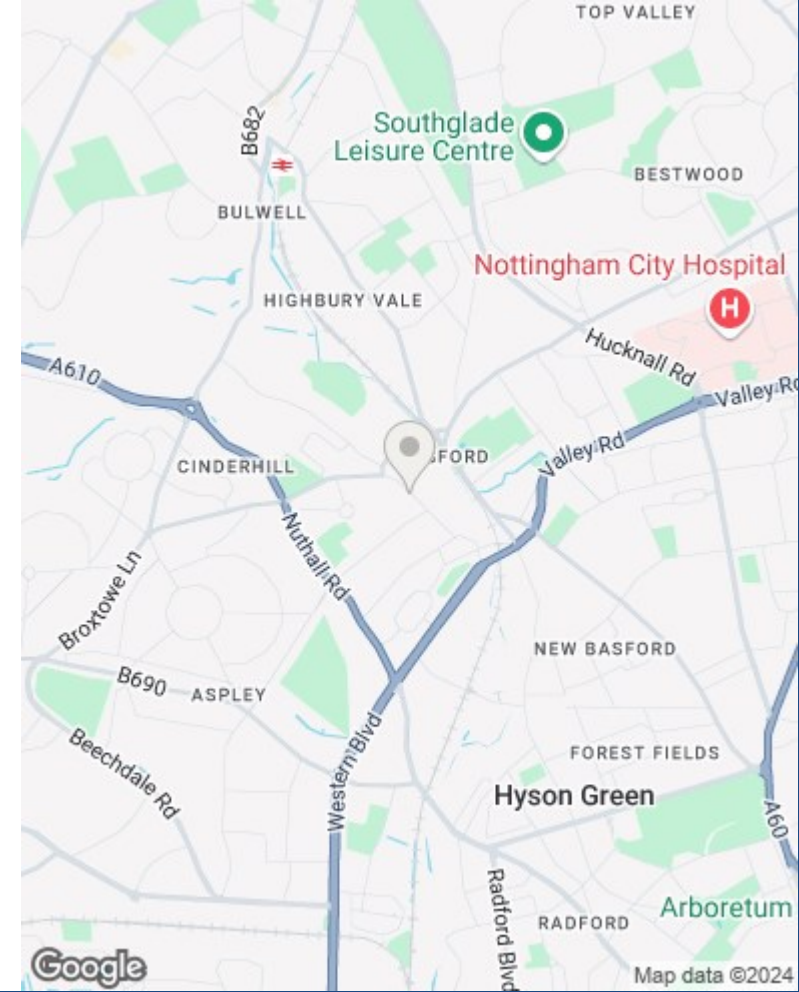 TOP VALLEY
B682
Southglade
Leisure Centre
BESTWOOD
BULWELL
Nottingham City Hospital
H
HIGHBURY VALE
Hucknall Rd
A610
Valley Rd
Valley Rd
SFORD
CINDERHILL
Nuthall Rd
Broxtowe Ln
NEW BASFORD
B690
ASPLEY
Beechdale Rd
Western Blvd
FOREST FIELDS
Hyson Green
A60
Radford Blvd
Arboretum
RADFORD
Google
Map data ©2024